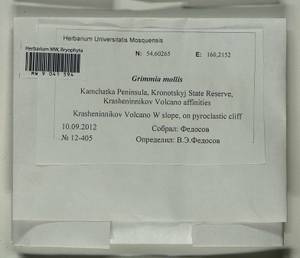 Herbarium Universitatis Mosquensis
Herbarium MW, Bryophyta
MW 9 041 594
N: 54,60265 E: 160,2152
Grimmia mollis
Kamchatka Peninsula, Kronotskyj State Reserve,
Krasheninnikov Volcano affinities
Krasheninnikov Volcano W slope, on pyroclastic cliff
10.09.2012 Собрал: Федосов
№ 12-405 Определил: В.Э.Федосов